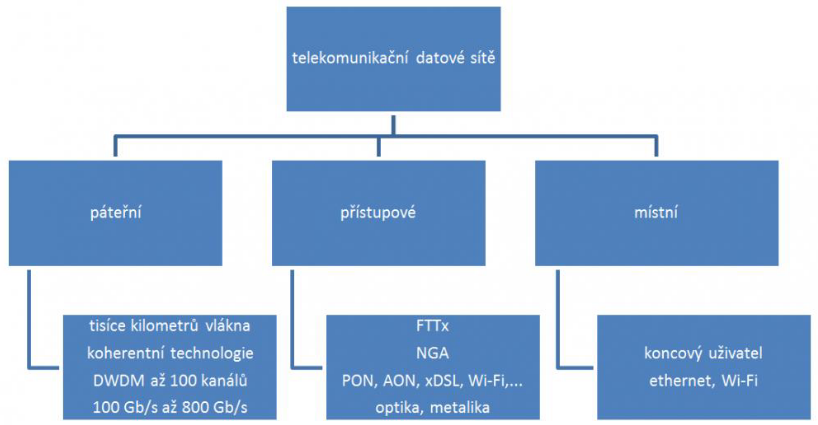 telekomunikační datové sítě
páteřní
přístupové
místní
tisíce kilometrů vlákna
koherentní technologie
DWDM až 100 kanálů
100 Gb/s až 800 Gb/s
FTTx
NGA
PON, AON, xDSL, Wi-Fi,...
optika, metalika
koncový uživatel
ethernet, Wi-Fi